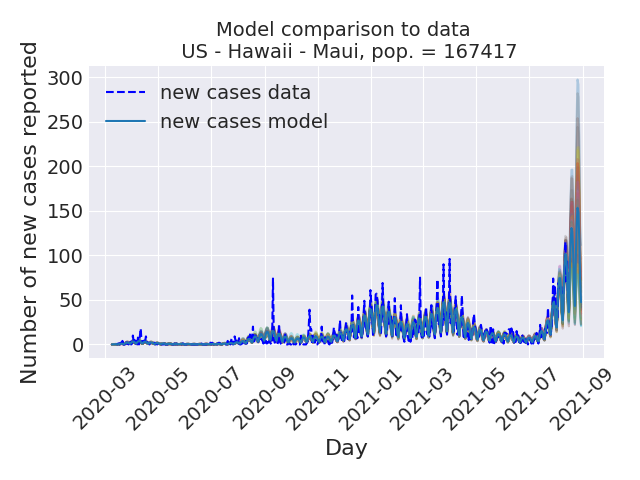 Model comparison to data
US - Hawaii - Maui, pop. = 167417
Number of new cases reported
300
250
200
150
100
50
0
new cases data
new cases model
2020-03
2020-05
2020-07
2020-09
2020-11
2021-01
2021-03
2021-05
2021-07
2021-09
Day